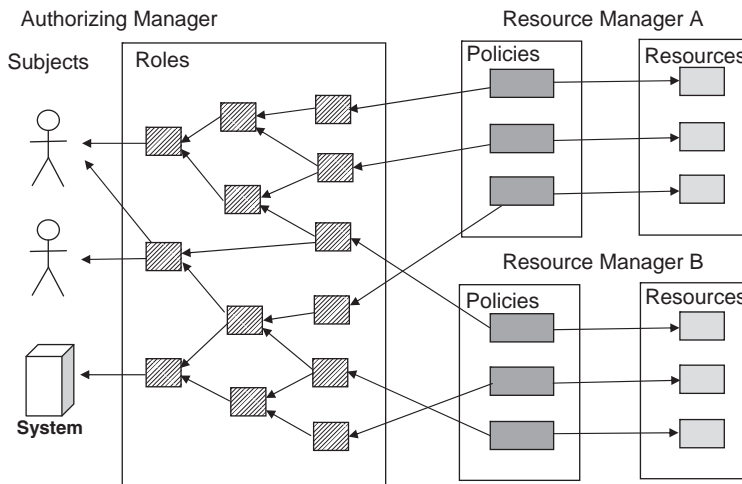 Authorizing Manager
Resource Manager A
Subjects
Roles
Policies
Resources
Resource Manager B
Policies
Resources
System